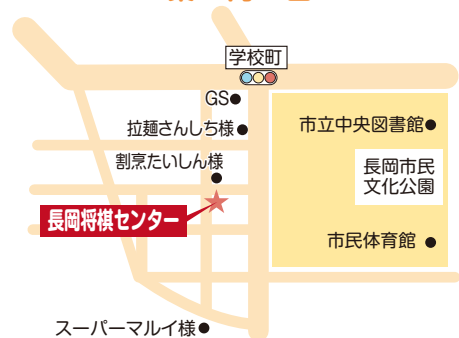 学校町
GS
拉麺さんしち様
割烹たいしん様
長岡将棋センター
市立中央図書館
長岡市民
文化公園
市民体育館
スーパーマルイ様